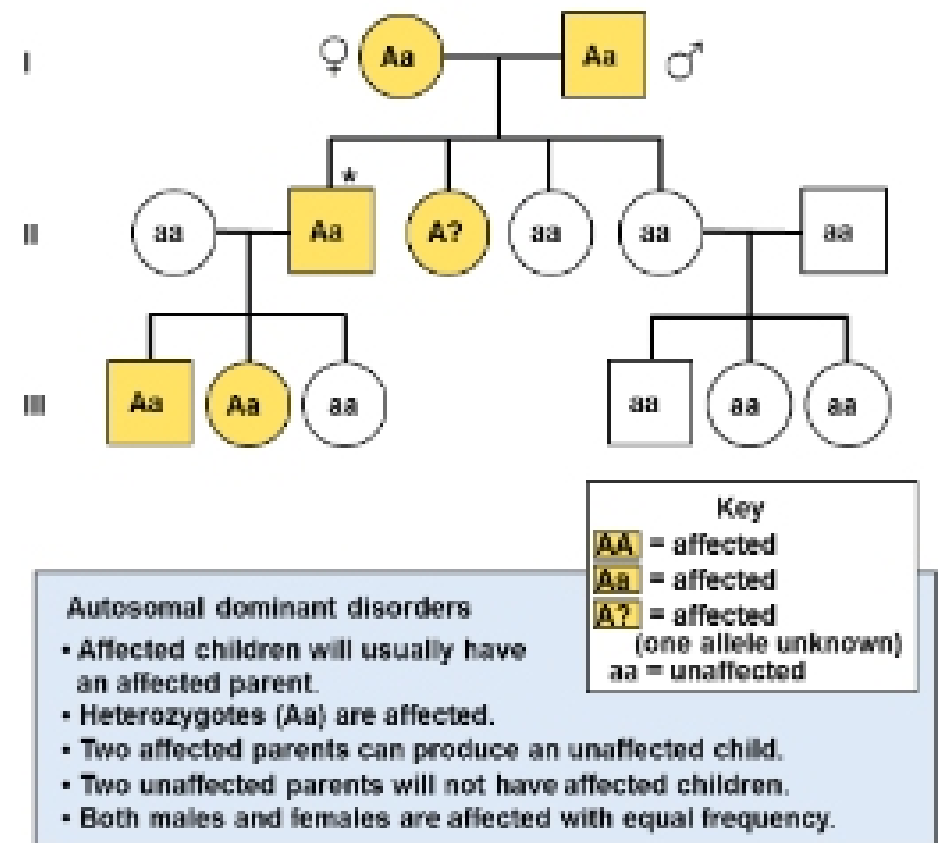 I
♀ Aa Aa ♂
*
II
aa Aa A? aa aa aa
III
Aa Aa aa aa aa aa
Key
AA = affected
Aa = affected
A? = affected
(one allele unknown)
aa = unaffected
Autosomal dominant disorders
• Affected children will usually have
an affected parent.
• Heterozygotes (Aa) are affected.
• Two affected parents can produce an unaffected child.
• Two unaffected parents will not have affected children.
• Both males and females are affected with equal frequency.